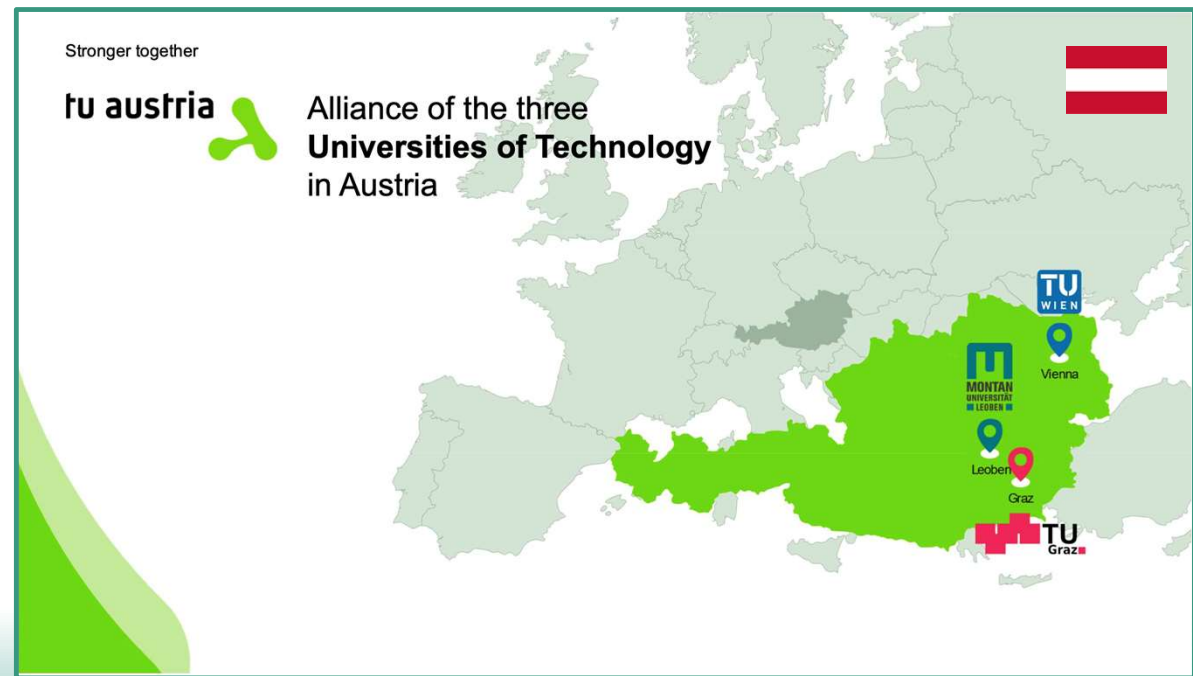 Stronger together
tu austria
Alliance of the three
Universities of Technology
in Austria
TU
WIEN
Vienna
MONTAN
UNIVERSITÄT
LEOBEN
Leoben
Graz
TU
Graz